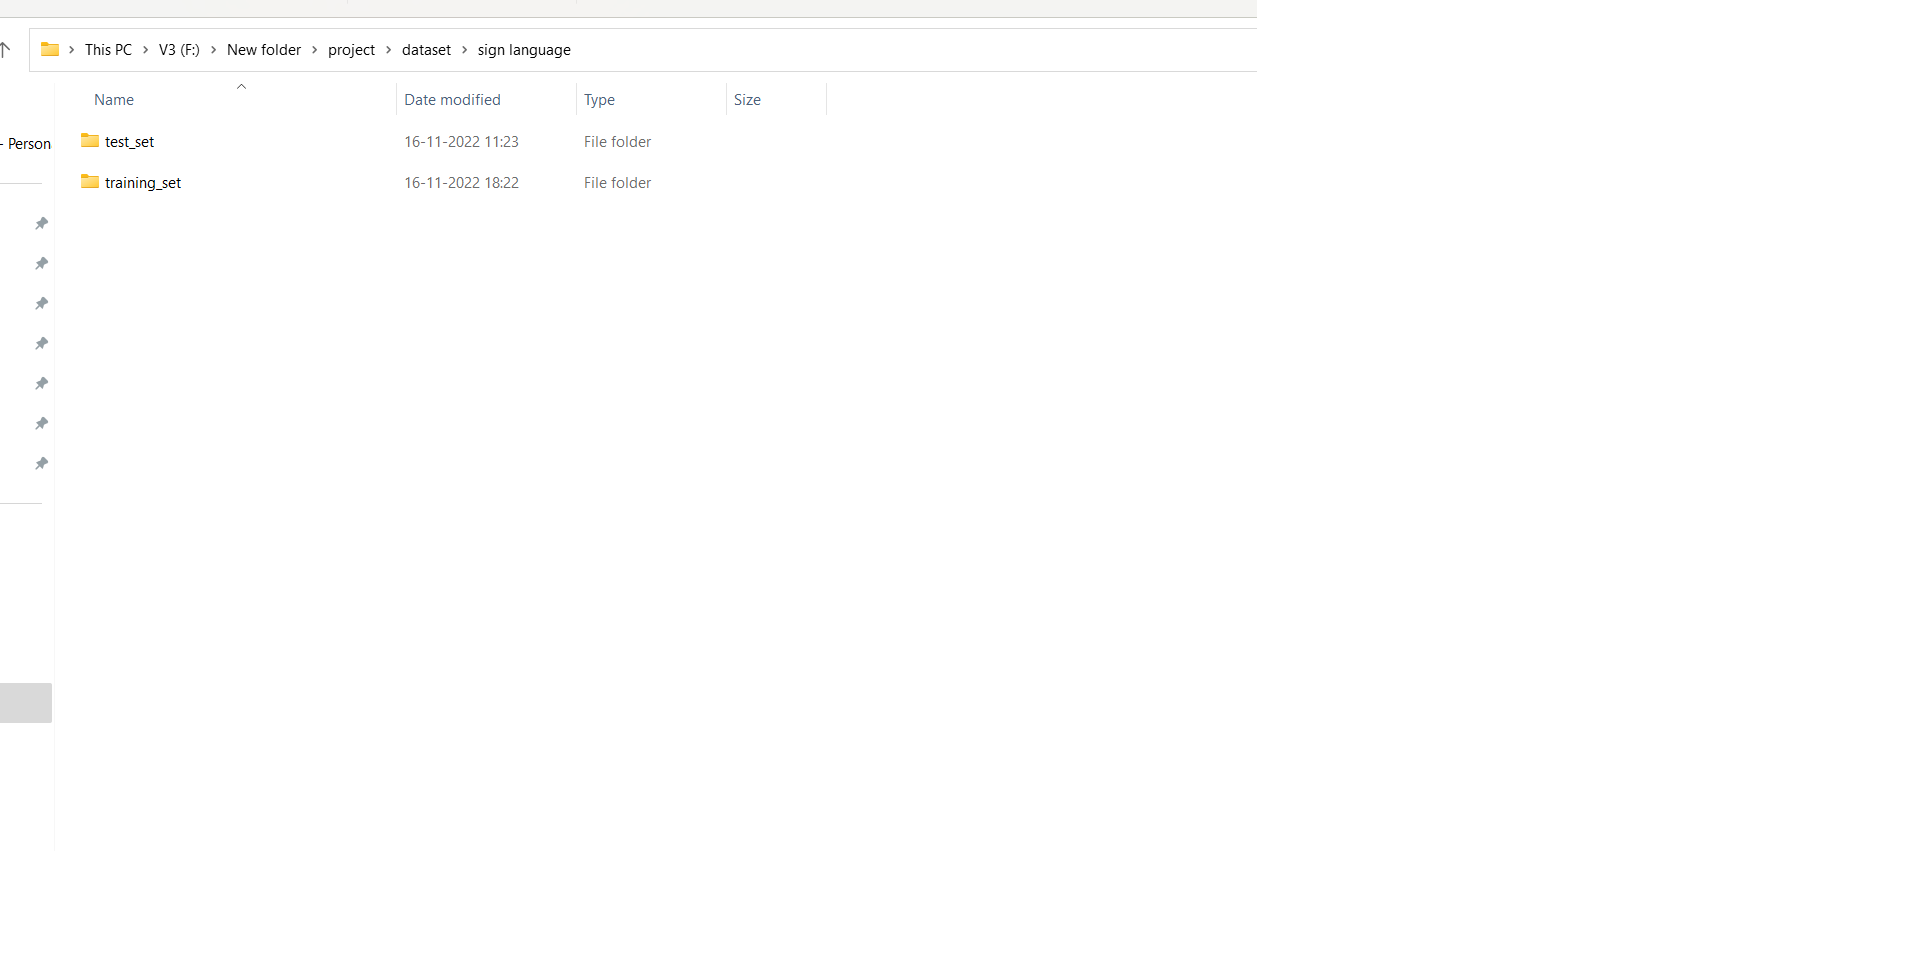 This PC V3 (F:) New folder project dataset sign language
Name Date modified Type Size
- Person
test_set 16-11-2022 11:23 File folder
training_set 16-11-2022 18:22 File folder